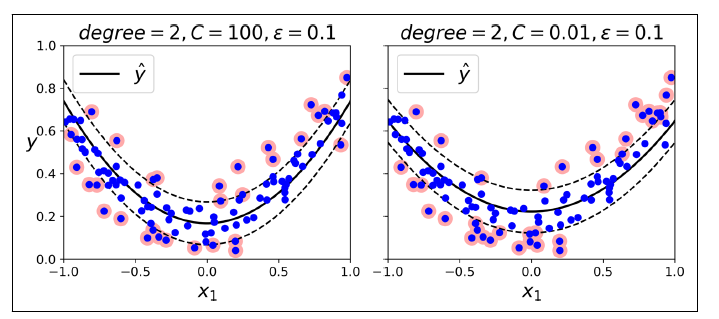 degree = 2, C = 100, ε = 0.1
degree = 2, C = 0.01, ε = 0.1
1.0
0.8
0.6
0.4
0.2
0.0
y
ŷ
ŷ
−1.0 −0.5 0.0 0.5 1.0
−1.0 −0.5 0.0 0.5 1.0
x₁
x₁